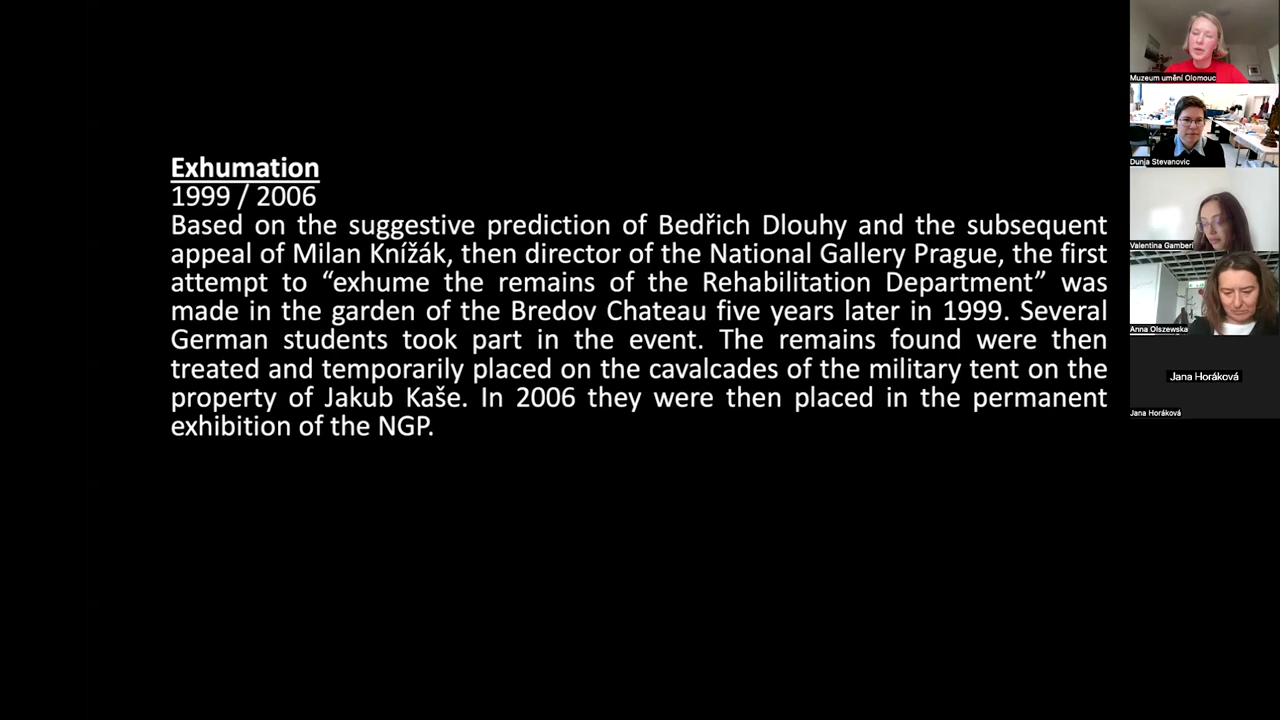 Exhumation
1999 / 2006
Based on the suggestive prediction of Bedřich Dlouhy and the subsequent
appeal of Milan Knížák, then director of the National Gallery Prague, the first
attempt to “exhume the remains of the Rehabilitation Department” was
made in the garden of the Bredov Chateau five years later in 1999. Several
German students took part in the event. The remains found were then
treated and temporarily placed on the cavalcades of the military tent on the
property of Jakub Kaše. In 2006 they were then placed in the permanent
exhibition of the NGP.
Muzeum umění Olomouc
Dunja Stevanovic
Valentina Gamberi
Anna Olszewska
Jana Horáková
Jana Horáková